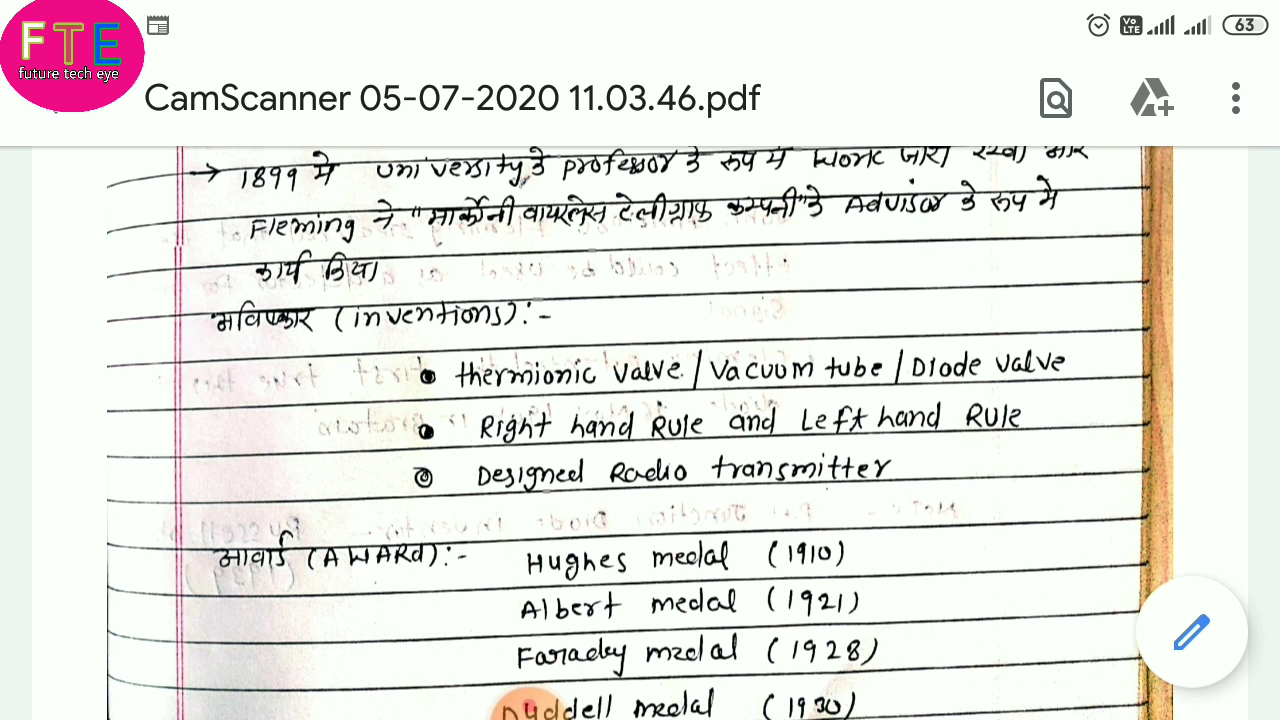 FTE
future tech eye
Vo LTE
63
CamScanner 05-07-2020 11.03.46.pdf
→ 1899 मे University के professor के रूप में work जारी रखा और
Fleming ने "मार्कोनी वायरलेस टेलीग्राफ कम्पनी" के Advisor के रूप मे
कार्य किया
अविष्कार (inventions):-
thermionic valve / Vacuum tube / Diode valve
Right hand Rule and Left hand Rule
Designed Radio transmitter
आवार्ड (AWARd):-
Hughes medal (1910)
Albert medal (1921)
Faraday medal (1928)
Duddell medal (1930)